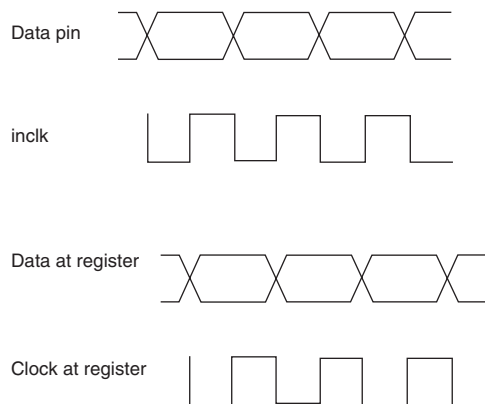 Data pin
inclk
Data at register
Clock at register